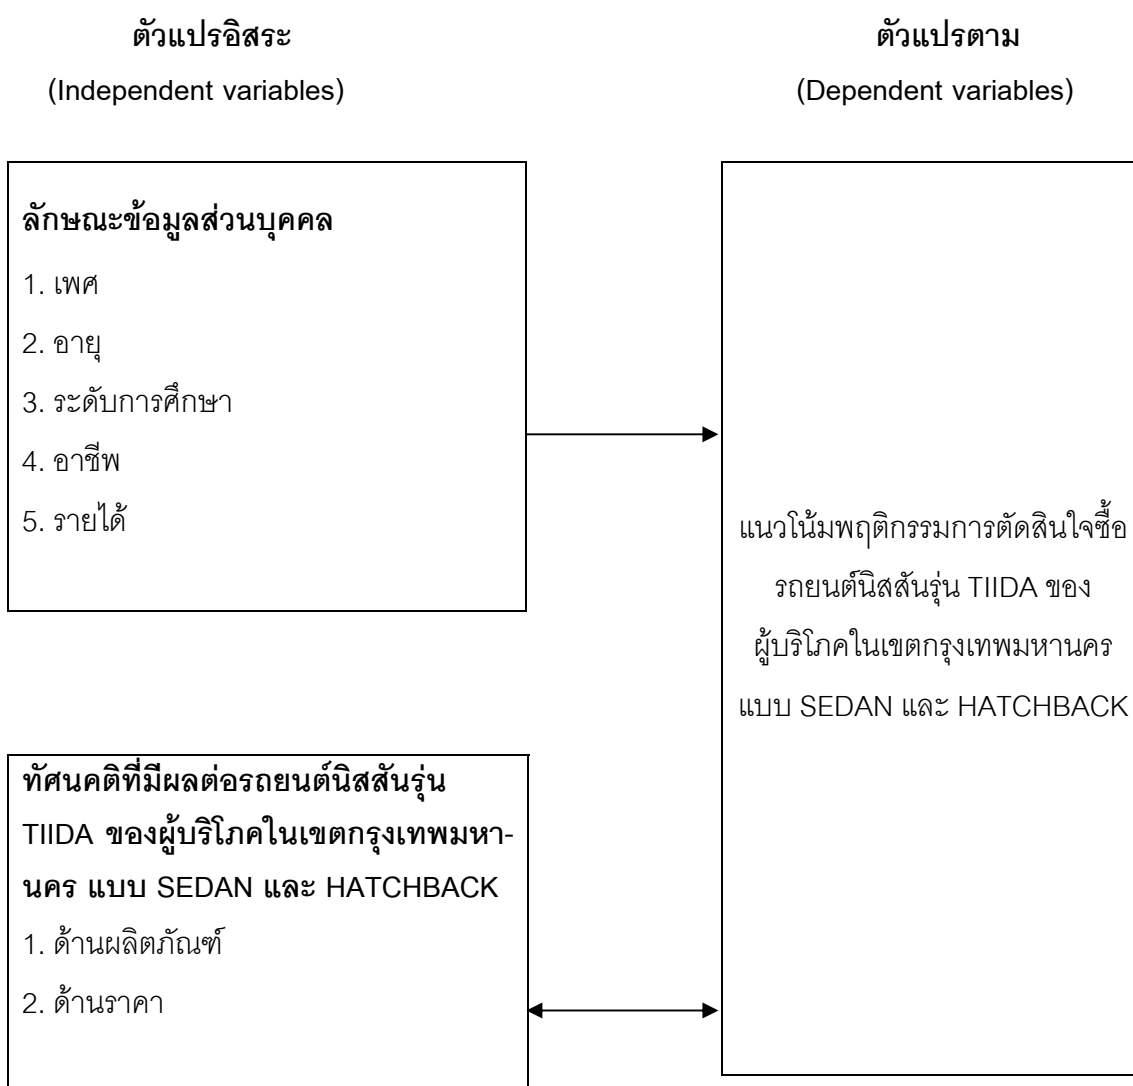 ตัวแปรอิสระ
(Independent variables)
ตัวแปรตาม
(Dependent variables)
ลักษณะข้อมูลส่วนบุคคล
1. เพศ
2. อายุ
3. ระดับการศึกษา
4. อาชีพ
5. รายได้
แนวโน้มพฤติกรรมการตัดสินใจซื้อ
รถยนต์นิสสันรุ่น TIIDA ของ
ผู้บริโภคในเขตกรุงเทพมหานคร
แบบ SEDAN และ HATCHBACK
ทัศนคติที่มีผลต่อรถยนต์นิสสันรุ่น
TIIDA ของผู้บริโภคในเขตกรุงเทพมหา-
นคร แบบ SEDAN และ HATCHBACK
1. ด้านผลิตภัณฑ์
2. ด้านราคา